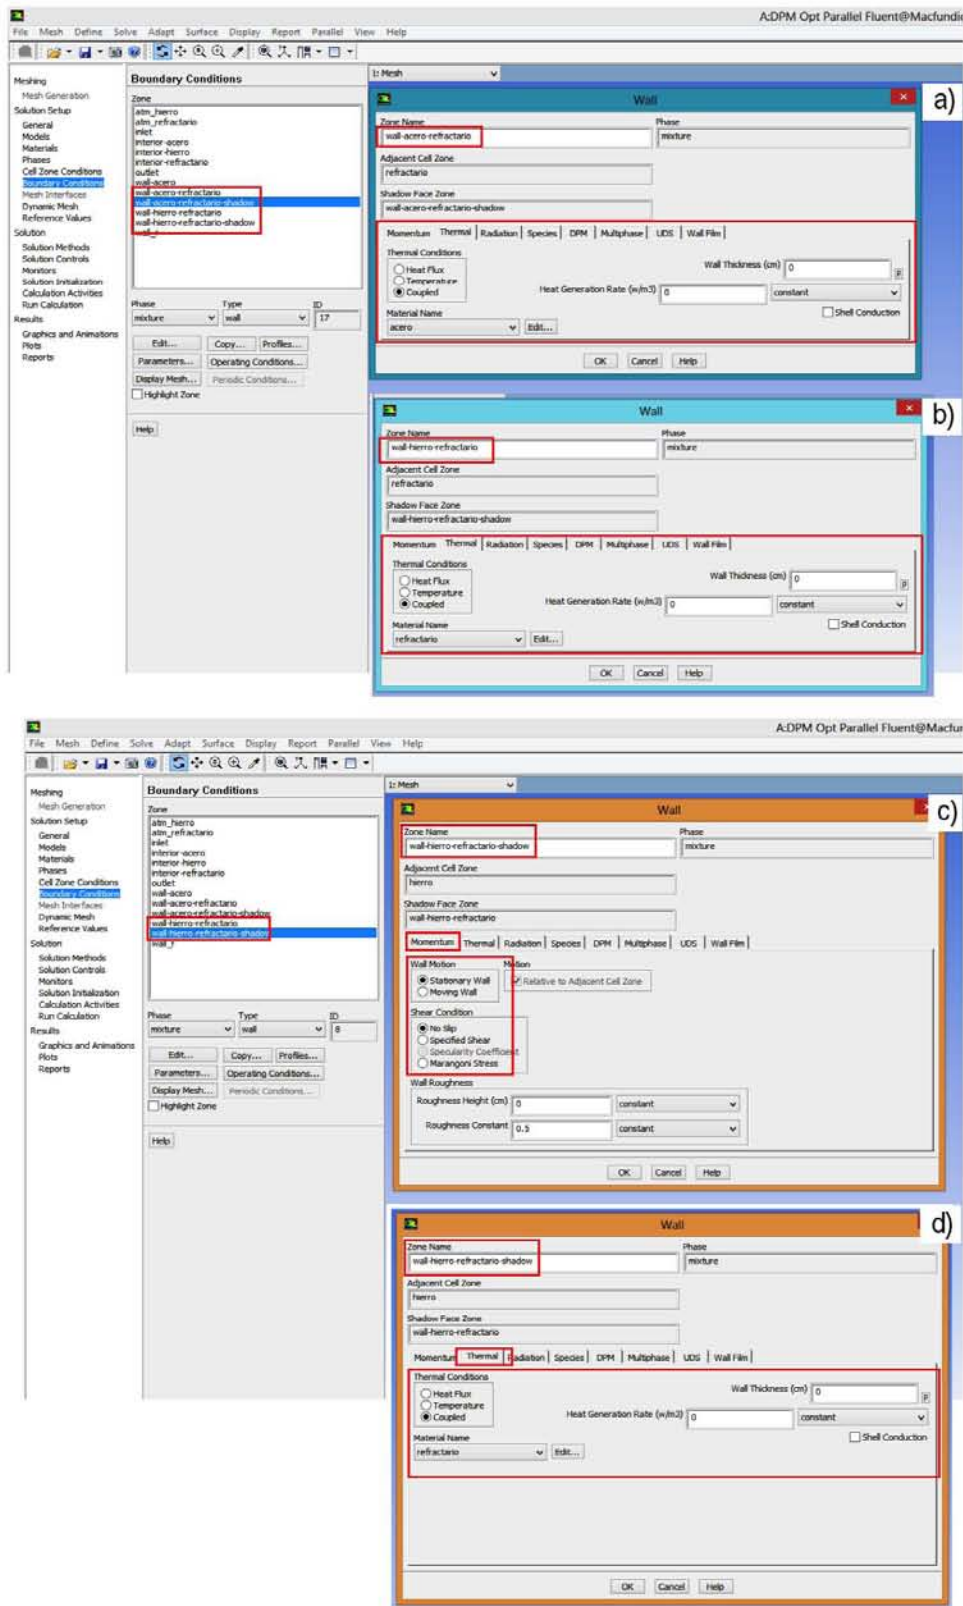 A:DPM Opt Parallel Fluent@Macfundic
File Mesh Define Solve Adapt Surface Display Report Parallel View Help
Meshing
Mesh Generation
Solution Setup
General
Models
Materials
Phases
Cell Zone Conditions
Boundary Conditions
Mesh Interfaces
Dynamic Mesh
Reference Values
Solution
Solution Methods
Solution Controls
Monitors
Solution Initialization
Calculation Activities
Run Calculation
Results
Graphics and Animations
Plots
Reports
Boundary Conditions
Zone
atm_hierro
atm_refractario
inlet
interior-acero
interior-hierro
interior-refractario
outlet
wall-acero
wall-acero-refractario
wall-acero-refractario-shadow
wall-hierro-refractario
wall-hierro-refractario-shadow
Phase Type ID
mixture wall 17
Edit... Copy... Profiles...
Parameters... Operating Conditions...
Display Mesh... Periodic Conditions...
Highlight Zone
Help
1: Mesh
a)
Wall
Zone Name Phase
wall-acero-refractario mixture
Adjacent Cell Zone
refractario
Shadow Face Zone
wall-acero-refractario-shadow
Momentum Thermal Radiation Species DPM Multiphase UDS Wall Film
Thermal Conditions
Heat Flux
Temperature
Coupled
Wall Thickness (cm) 0 P
Heat Generation Rate (w/m3) 0 constant
Shell Conduction
Material Name
acero Edit...
OK Cancel Help
b)
Wall
Zone Name Phase
wall-hierro-refractario mixture
Adjacent Cell Zone
refractario
Shadow Face Zone
wall-hierro-refractario-shadow
Momentum Thermal Radiation Species DPM Multiphase UDS Wall Film
Thermal Conditions
Heat Flux
Temperature
Coupled
Wall Thickness (cm) 0 P
Heat Generation Rate (w/m3) 0 constant
Shell Conduction
Material Name
refractario Edit...
OK Cancel Help
A:DPM Opt Parallel Fluent@Macfun
File Mesh Define Solve Adapt Surface Display Report Parallel View Help
Meshing
Mesh Generation
Solution Setup
General
Models
Materials
Phases
Cell Zone Conditions
Boundary Conditions
Mesh Interfaces
Dynamic Mesh
Reference Values
Solution
Solution Methods
Solution Controls
Monitors
Solution Initialization
Calculation Activities
Run Calculation
Results
Graphics and Animations
Plots
Reports
Boundary Conditions
Zone
atm_hierro
atm_refractario
inlet
interior-acero
interior-hierro
interior-refractario
outlet
wall-acero
wall-acero-refractario
wall-acero-refractario-shadow
wall-hierro-refractario
wall-hierro-refractario-shadow
wall_r
Phase Type ID
mixture wall 8
Edit... Copy... Profiles...
Parameters... Operating Conditions...
Display Mesh... Periodic Conditions...
Highlight Zone
Help
1: Mesh
c)
Wall
Zone Name Phase
wall-hierro-refractario-shadow mixture
Adjacent Cell Zone
hierro
Shadow Face Zone
wall-hierro-refractario
Momentum Thermal Radiation Species DPM Multiphase UDS Wall Film
Wall Motion Motion
Stationary Wall Relative to Adjacent Cell Zone
Moving Wall
Shear Condition
No Slip
Specified Shear
Specularity Coefficient
Marangoni Stress
Wall Roughness
Roughness Height (cm) 0 constant
Roughness Constant 0.5 constant
OK Cancel Help
d)
Wall
Zone Name Phase
wall-hierro-refractario-shadow mixture
Adjacent Cell Zone
hierro
Shadow Face Zone
wall-hierro-refractario
Momentum Thermal Radiation Species DPM Multiphase UDS Wall Film
Thermal Conditions
Heat Flux
Temperature
Coupled
Wall Thickness (cm) 0 P
Heat Generation Rate (w/m3) 0 constant
Shell Conduction
Material Name
refractario Edit...
OK Cancel Help